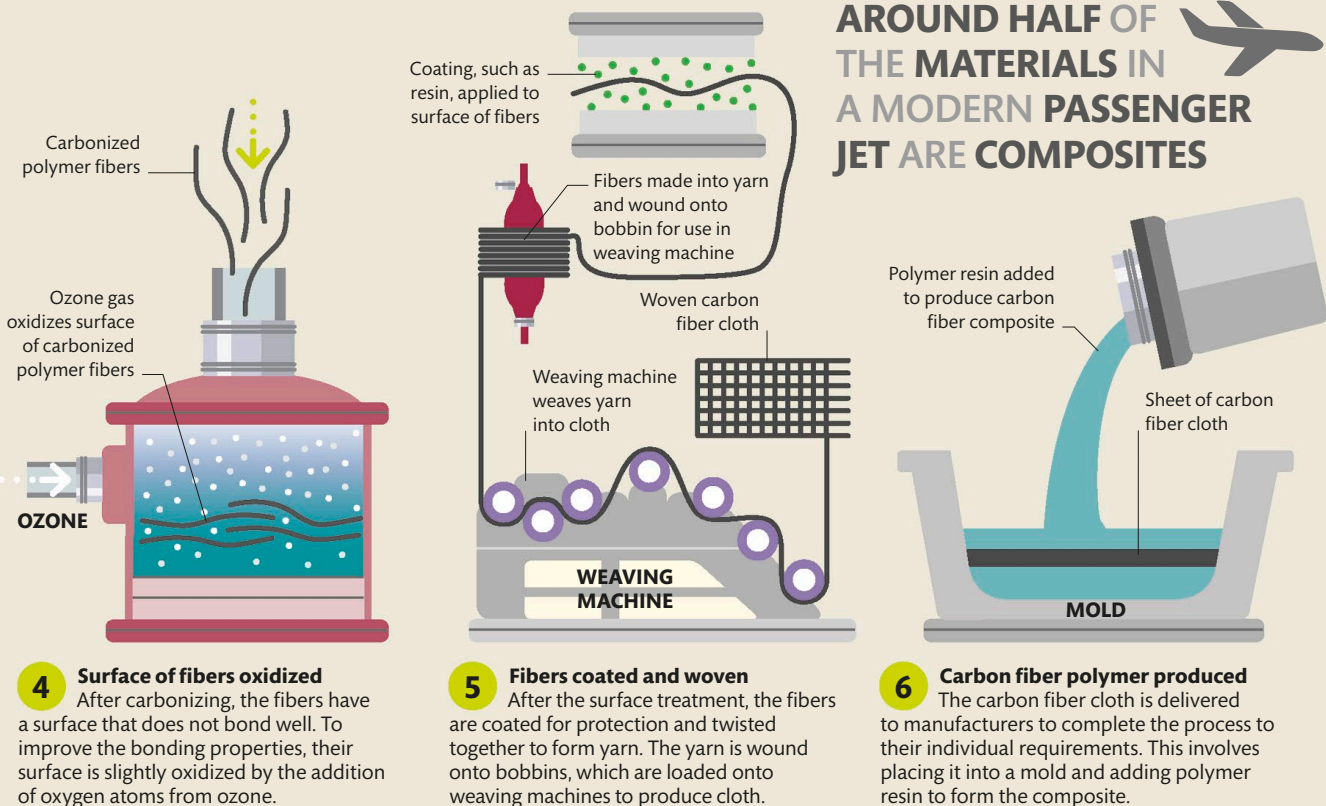 Carbonized
polymer fibers
Ozone gas
oxidizes surface
of carbonized
polymer fibers
OZONE
4 Surface of fibers oxidized
After carbonizing, the fibers have
a surface that does not bond well. To
improve the bonding properties, their
surface is slightly oxidized by the addition
of oxygen atoms from ozone.
Coating, such as
resin, applied to
surface of fibers
Fibers made into yarn
and wound onto
bobbin for use in
weaving machine
Woven carbon
fiber cloth
Weaving machine
weaves yarn
into cloth
WEAVING
MACHINE
5 Fibers coated and woven
After the surface treatment, the fibers
are coated for protection and twisted
together to form yarn. The yarn is wound
onto bobbins, which are loaded onto
weaving machines to produce cloth.
AROUND HALF OF
THE MATERIALS IN
A MODERN PASSENGER
JET ARE COMPOSITES
Polymer resin added
to produce carbon
fiber composite
Sheet of carbon
fiber cloth
MOLD
6 Carbon fiber polymer produced
The carbon fiber cloth is delivered
to manufacturers to complete the process to
their individual requirements. This involves
placing it into a mold and adding polymer
resin to form the composite.